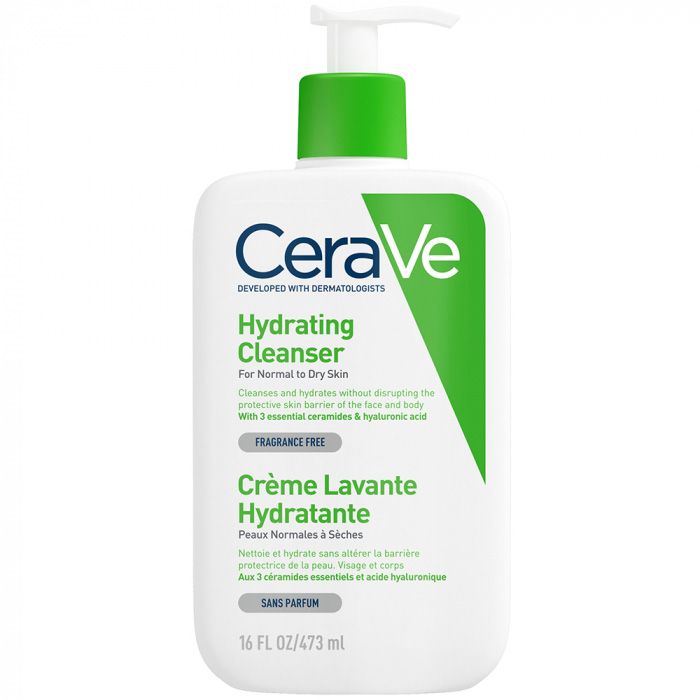 CeraVe
DEVELOPED WITH DERMATOLOGISTS
Hydrating
Cleanser
For Normal to Dry Skin
Cleanses and hydrates without disrupting the
protective skin barrier of the face and body
With 3 essential ceramides & hyaluronic acid
FRAGRANCE FREE
Crème Lavante
Hydratante
Peaux Normales à Sèches
Nettoie et hydrate sans altérer la barrière
protectrice de la peau. Visage et corps
Aux 3 céramides essentiels et acide hyaluronique
SANS PARFUM
16 FL OZ/473 ml